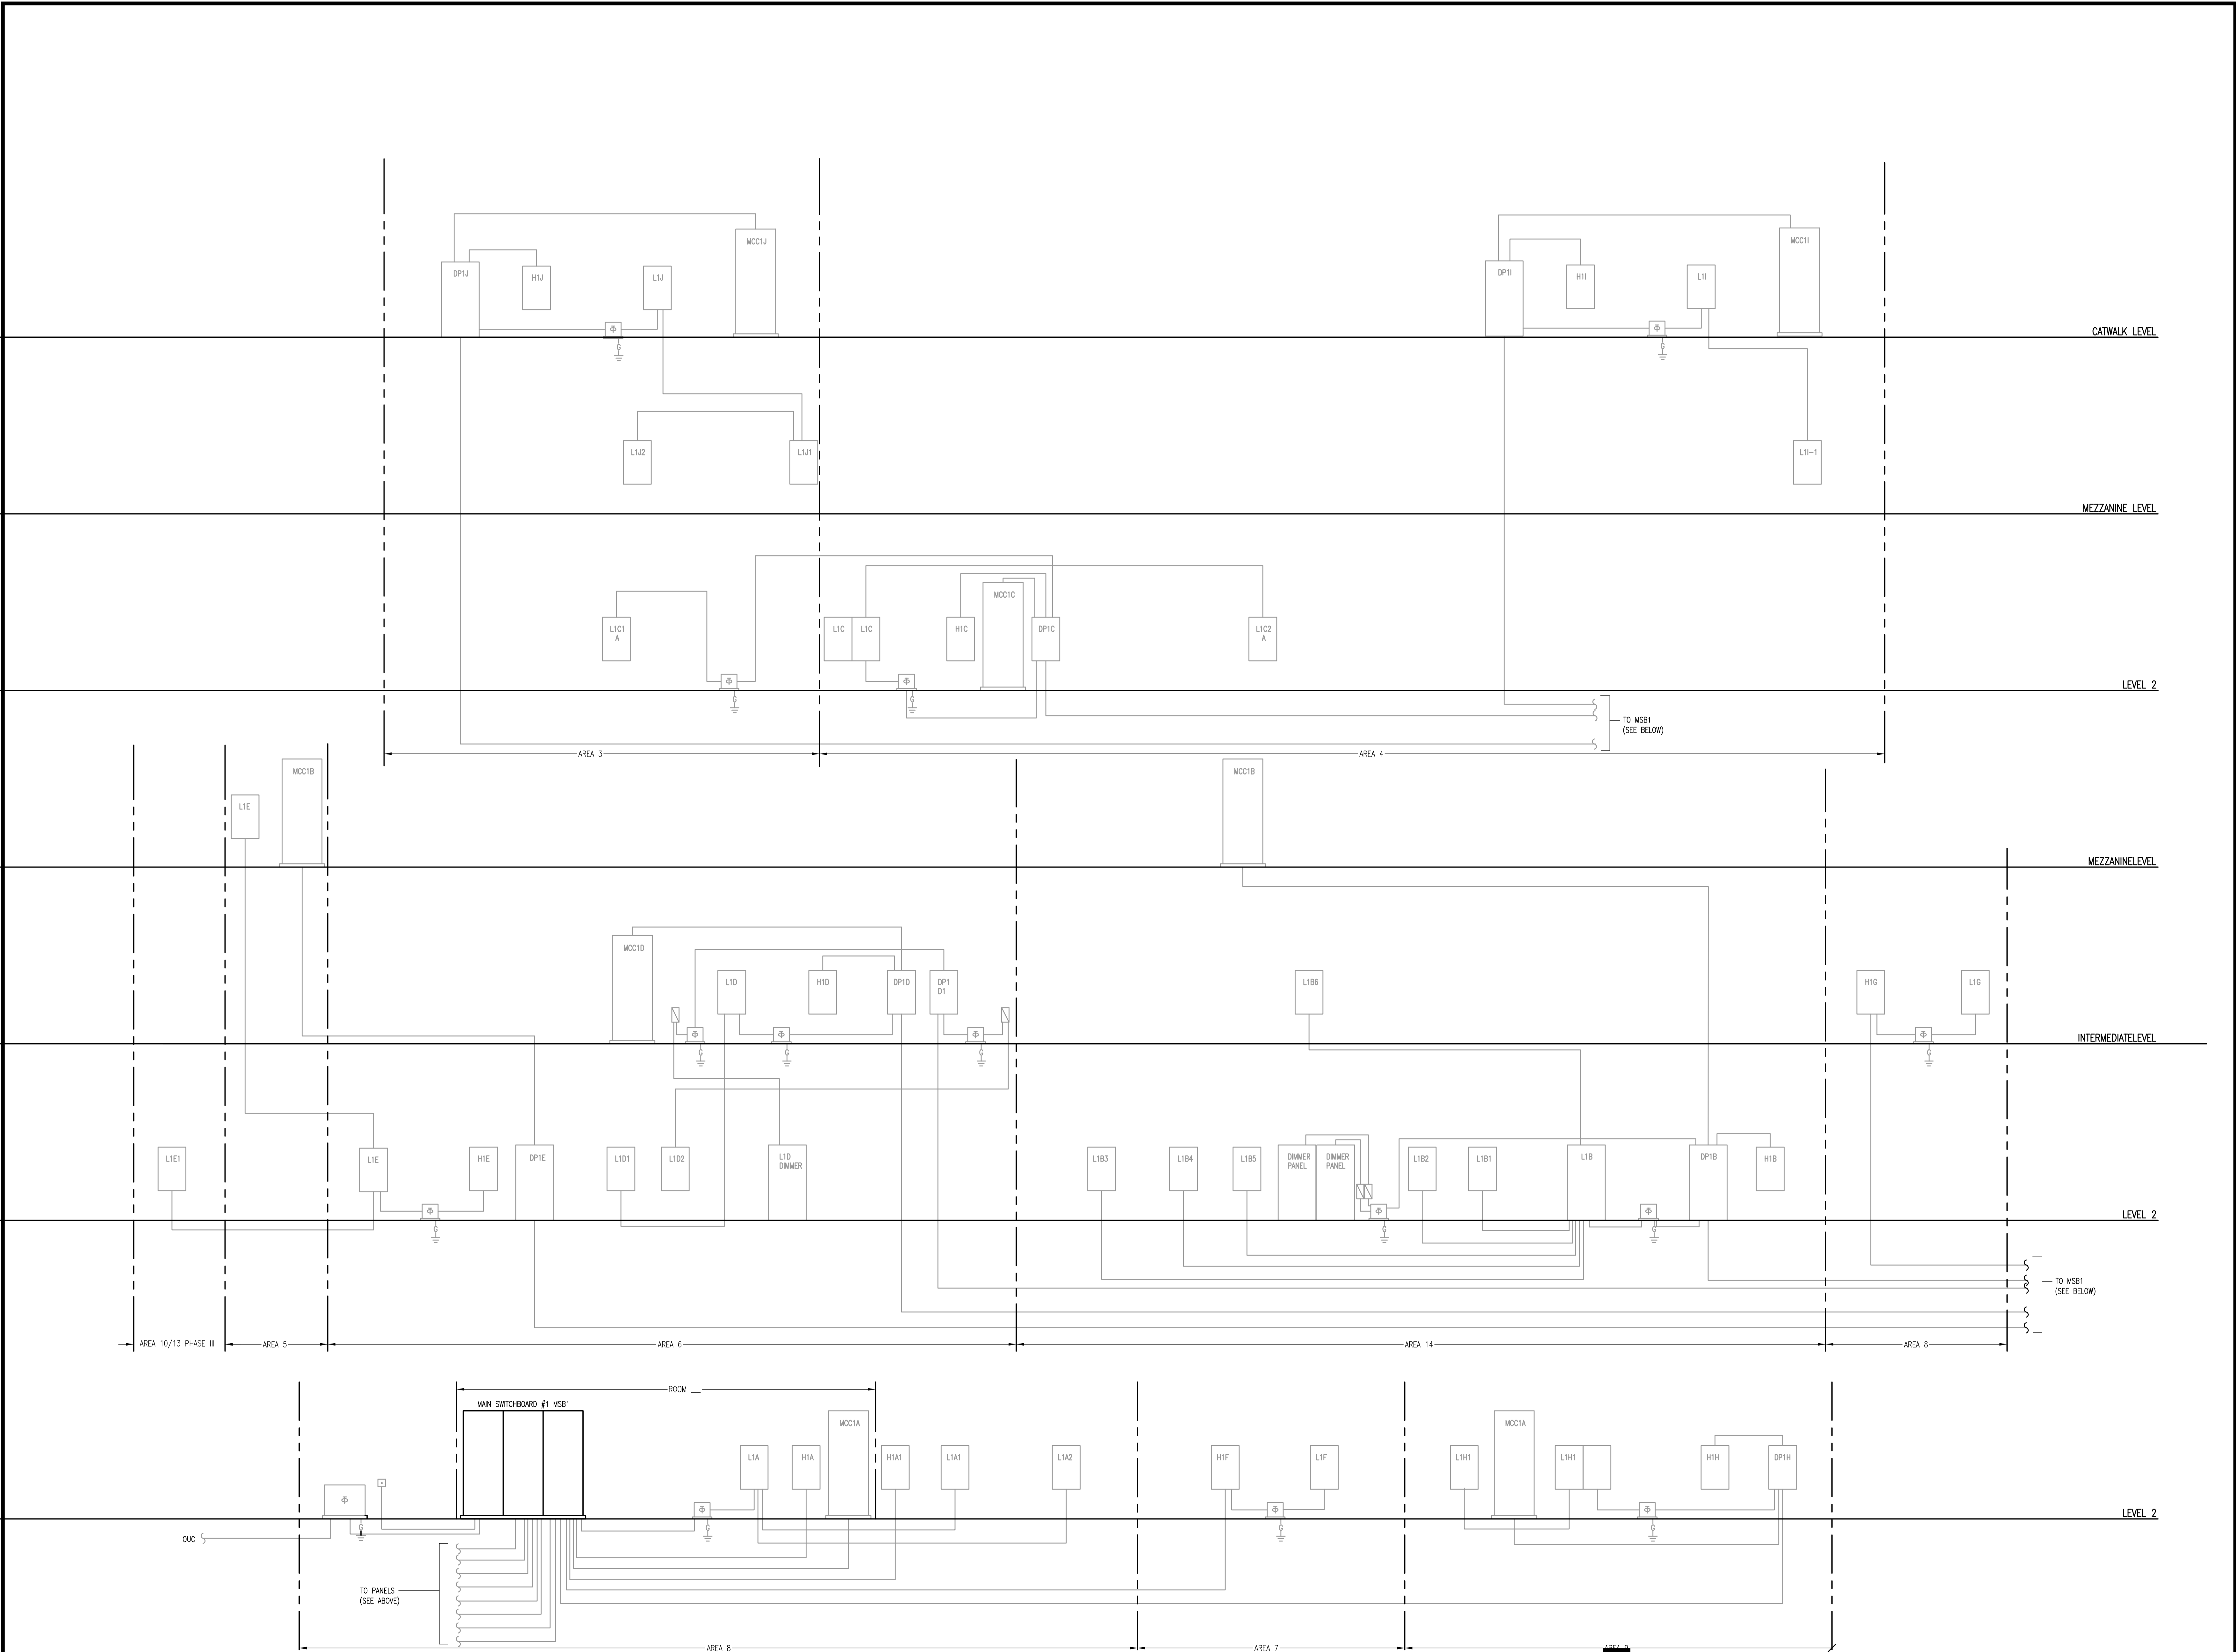 MCC1J
MCC1I
DP1J
H1J
L1J
DP1I
H1I
L1I
Φ
Φ
CATWALK LEVEL
G
G
L1J2
L1J1
L1I-1
MEZZANINE LEVEL
MCC1C
L1C1
A
L1C
L1C
H1C
DP1C
L1C2
A
Φ
Φ
LEVEL 2
G
G
TO MSB1
(SEE BELOW)
AREA 3
AREA 4
MCC1B
MCC1B
L1E
MEZZANINELEVEL
MCC1D
L1D
H1D
DP1D
DP1
D1
L1B6
H1G
L1G
Φ
Φ
Φ
Φ
INTERMEDIATELEVEL
G
G
G
G
L1E1
L1E
H1E
DP1E
L1D1
L1D2
L1D
DIMMER
L1B3
L1B4
L1B5
DIMMER
PANEL
DIMMER
PANEL
L1B2
L1B1
L1B
DP1B
H1B
Φ
Φ
Φ
LEVEL 2
G
G
G
TO MSB1
(SEE BELOW)
AREA 10/13 PHASE III
AREA 5
AREA 6
AREA 14
AREA 8
ROOM __
MAIN SWITCHBOARD #1 MSB1
MCC1A
MCC1A
L1A
H1A
H1A1
L1A1
L1A2
H1F
L1F
L1H1
L1H1
H1H
DP1H
Φ
Φ
Φ
Φ
LEVEL 2
G
G
G
G
OUC
TO PANELS
(SEE ABOVE)
AREA 8
AREA 7
AREA 9